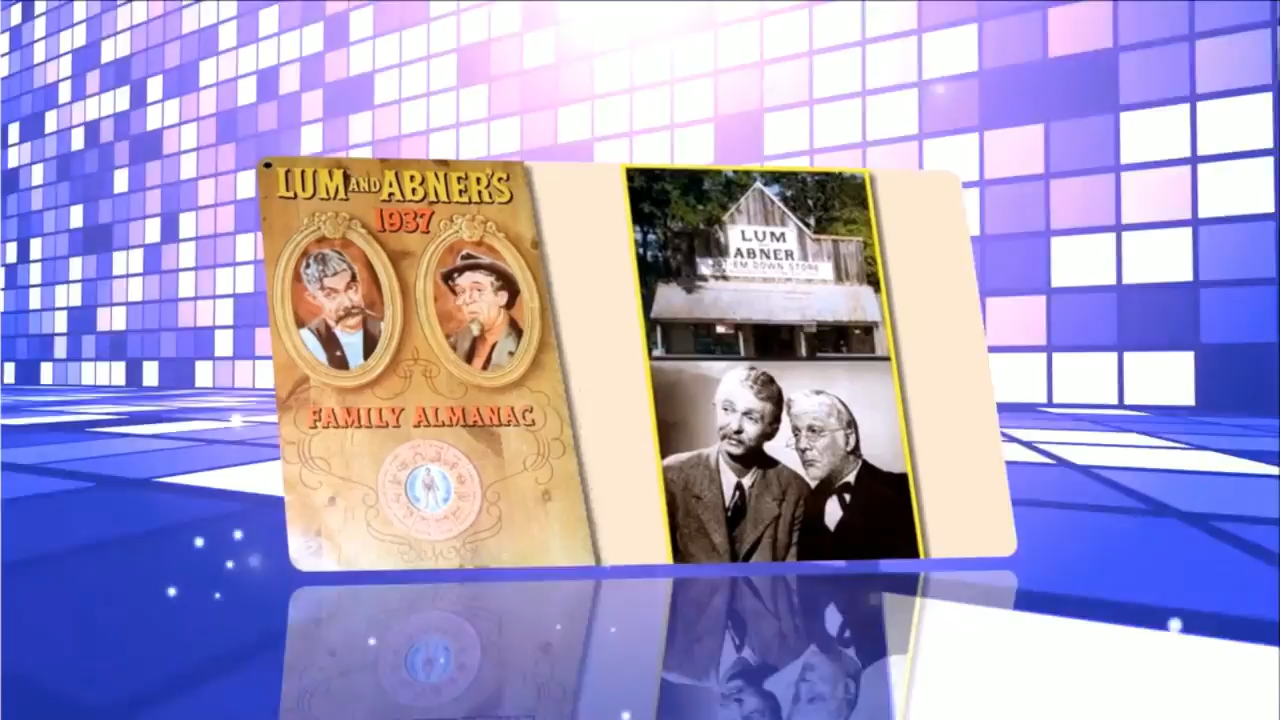 LUM AND ABNER'S
1937
FAMILY ALMANAC
LUM
ABNER
JOT-EM DOWN STORE